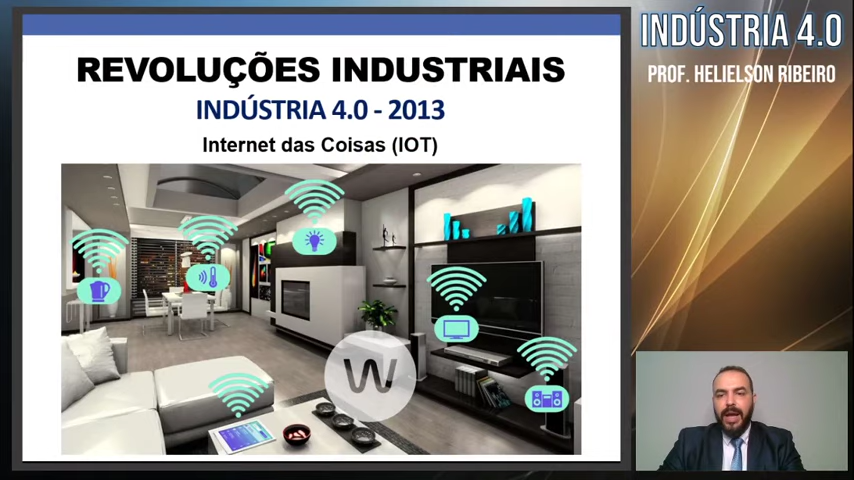 REVOLUÇÕES INDUSTRIAIS
INDÚSTRIA 4.0 - 2013
Internet das Coisas (IOT)
W
INDÚSTRIA 4.0
PROF. HELIELSON RIBEIRO